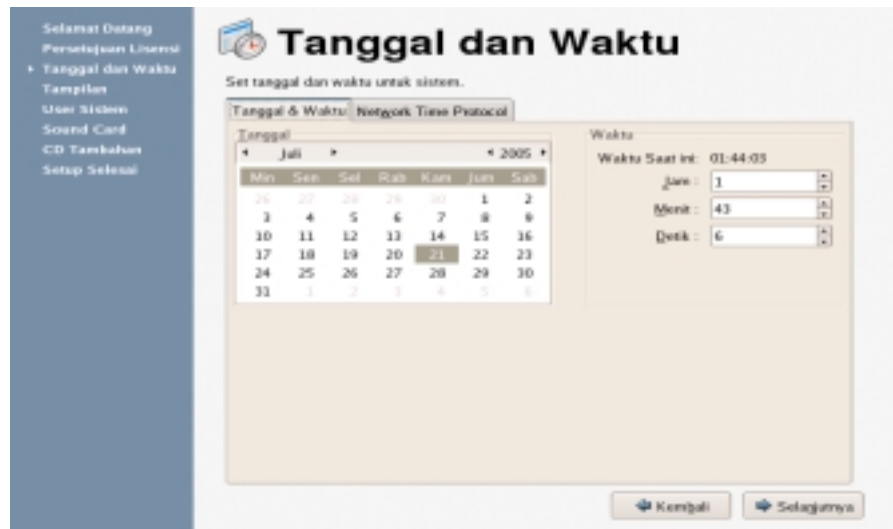 Selamat Datang
Persetujuan Lisensi
Tanggal dan Waktu
Tampilan
User Sistem
Sound Card
CD Tambahan
Setup Selesai
Tanggal dan Waktu
Set tanggal dan waktu untuk sistem.
Tanggal & Waktu Network Time Protocol
Tanggal
Juli 2005
Min Sen Sel Rab Kam Jum Sab
26 27 28 29 30 1 2
3 4 5 6 7 8 9
10 11 12 13 14 15 16
17 18 19 20 21 22 23
24 25 26 27 28 29 30
31 1 2 3 4 5 6
Waktu
Waktu Saat ini: 01:44:03
Jam : 1
Menit : 43
Detik : 6
Kembali
Selanjutnya